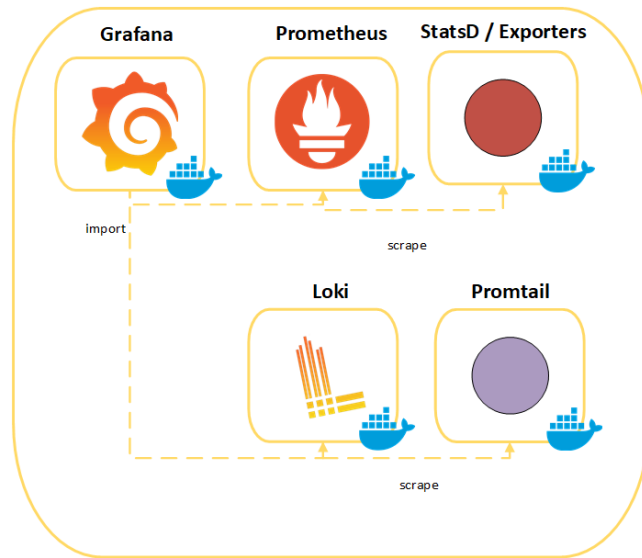 Grafana
Prometheus
StatsD / Exporters
import
scrape
Loki
Promtail
scrape